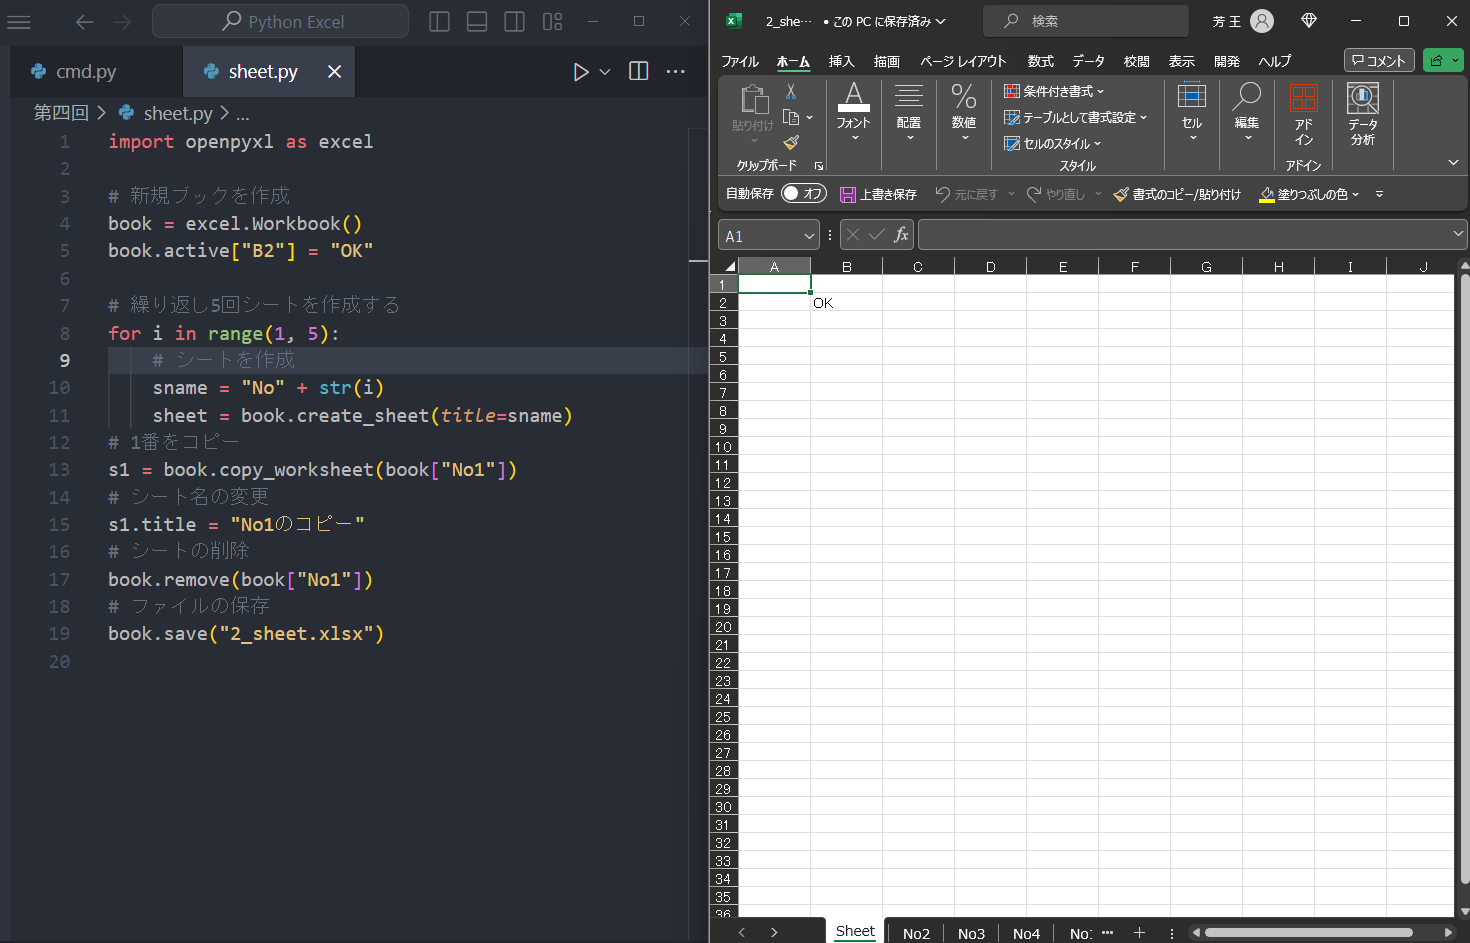 Python Excel
cmd.py
sheet.py
第四回 > sheet.py > ...
1 import openpyxl as excel
2
3 # 新規ブックを作成
4 book = excel.Workbook()
5 book.active["B2"] = "OK"
6
7 # 繰り返し5回シートを作成する
8 for i in range(1, 5):
9 # シートを作成
10 sname = "No" + str(i)
11 sheet = book.create_sheet(title=sname)
12 # 1番をコピー
13 s1 = book.copy_worksheet(book["No1"])
14 # シート名の変更
15 s1.title = "No1のコピー"
16 # シートの削除
17 book.remove(book["No1"])
18 # ファイルの保存
19 book.save("2_sheet.xlsx")
20
2_she… • この PC に保存済み
検索
芳 王
ファイル ホーム 挿入 描画 ページ レイアウト 数式 データ 校閲 表示 開発 ヘルプ
コメント
貼り付け
クリップボード
フォント
配置
数値
条件付き書式
テーブルとして書式設定
セルのスタイル
スタイル
セル
編集
アド
イン
アドイン
データ
分析
自動保存 オフ 上書き保存 元に戻す やり直し 書式のコピー/貼り付け 塗りつぶしの色
A1
fx
A B C D E F G H I J
1
2 OK
3
4
5
6
7
8
9
10
11
12
13
14
15
16
17
18
19
20
21
22
23
24
25
26
27
28
29
30
31
32
33
34
35
36
Sheet No2 No3 No4 No: ...